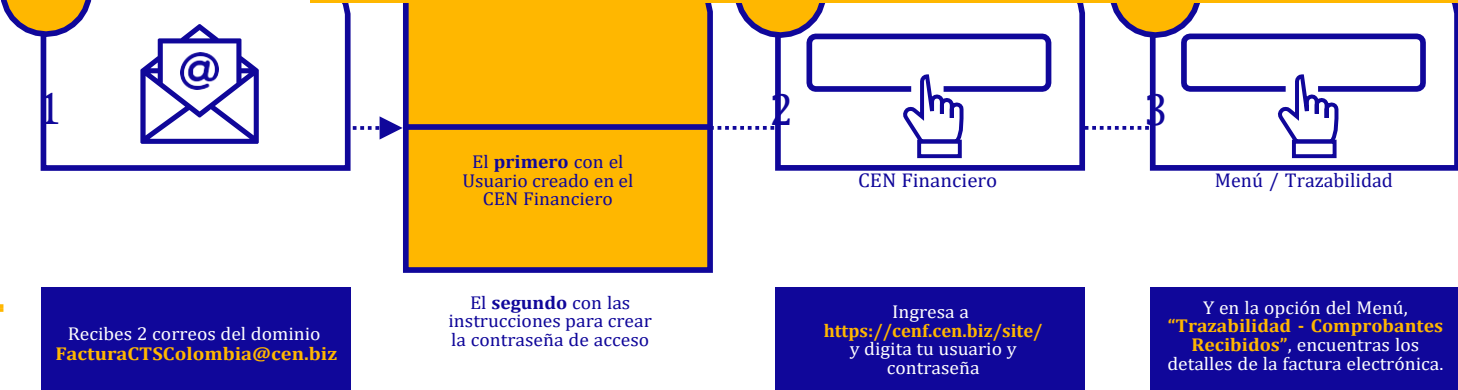 1
@
Recibes 2 correos del dominio
FacturaCTSColombia@cen.biz
El primero con el
Usuario creado en el
CEN Financiero
El segundo con las
instrucciones para crear
la contraseña de acceso
2
CEN Financiero
Ingresa a
https://cenf.cen.biz/site/
y digita tu usuario y
contraseña
3
Menú / Trazabilidad
Y en la opción del Menú,
“Trazabilidad - Comprobantes
Recibidos”, encuentras los
detalles de la factura electrónica.